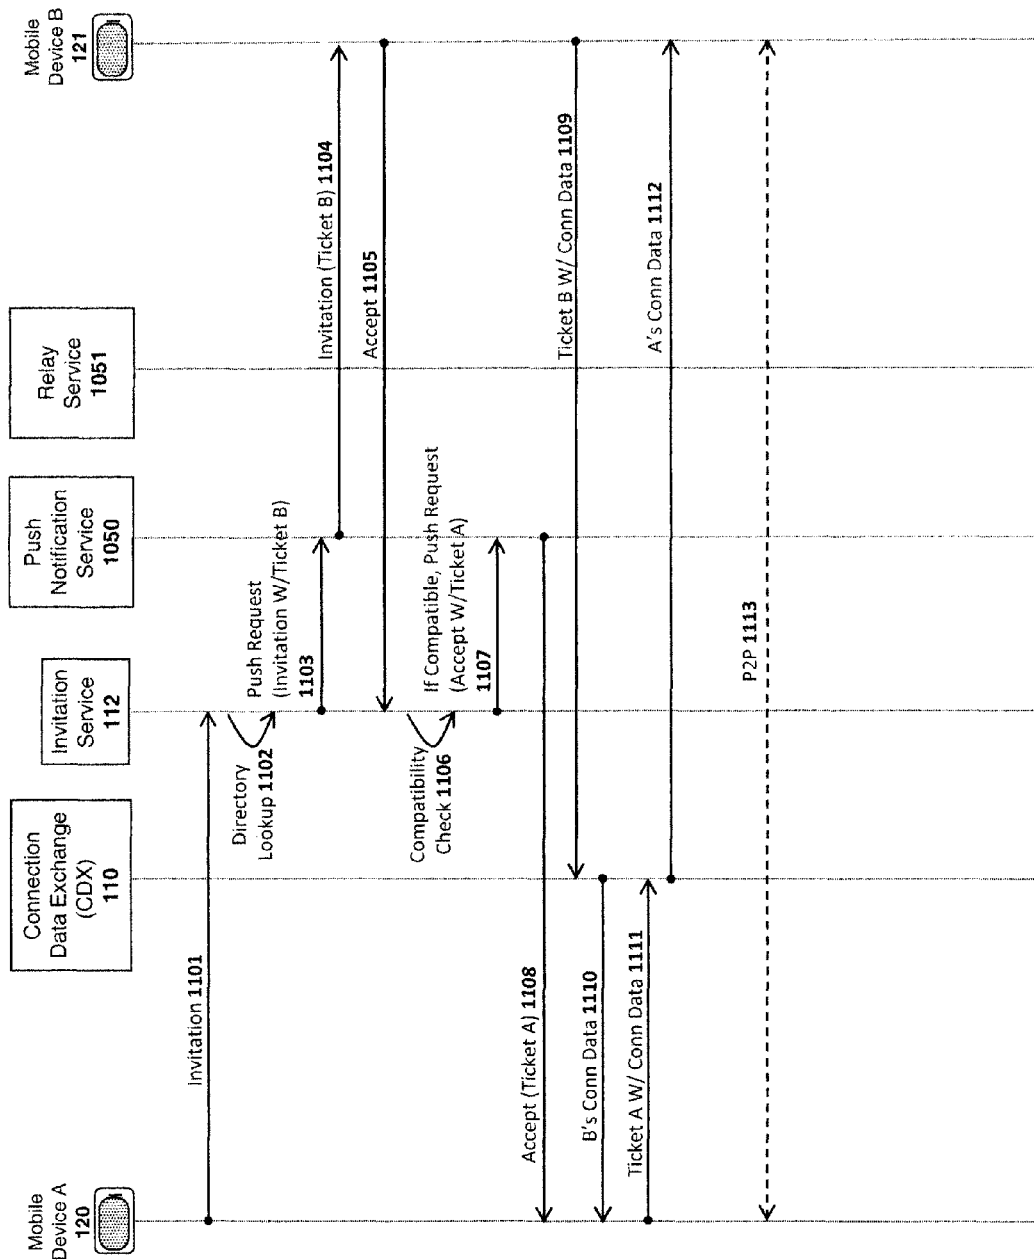 Mobile
Device A
120
Connection
Data Exchange
(CDX)
110
Invitation
Service
112
Push
Notification
Service
1050
Relay
Service
1051
Mobile
Device B
121
Invitation 1101
Directory
Lookup 1102
Push Request
(Invitation W/Ticket B)
1103
Invitation (Ticket B) 1104
Accept 1105
Compatibility
Check 1106
If Compatible, Push Request
(Accept W/Ticket A)
1107
Accept (Ticket A) 1108
Ticket B W/ Conn Data 1109
B's Conn Data 1110
Ticket A W/ Conn Data 1111
A's Conn Data 1112
P2P 1113